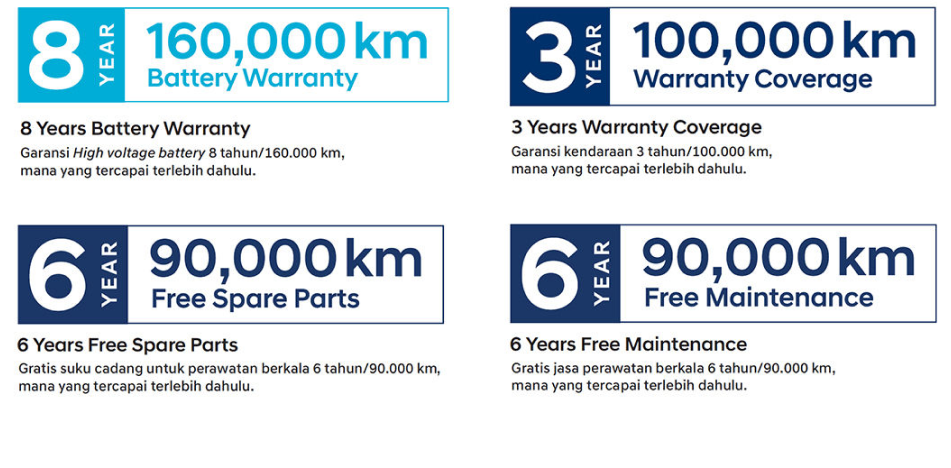 8 YEAR
160,000 km
Battery Warranty
8 Years Battery Warranty
Garansi High voltage battery 8 tahun/160.000 km,
mana yang tercapai terlebih dahulu.
3 YEAR
100,000 km
Warranty Coverage
3 Years Warranty Coverage
Garansi kendaraan 3 tahun/100.000 km,
mana yang tercapai terlebih dahulu.
6 YEAR
90,000 km
Free Spare Parts
6 Years Free Spare Parts
Gratis suku cadang untuk perawatan berkala 6 tahun/90.000 km,
mana yang tercapai terlebih dahulu.
6 YEAR
90,000 km
Free Maintenance
6 Years Free Maintenance
Gratis jasa perawatan berkala 6 tahun/90.000 km,
mana yang tercapai terlebih dahulu.